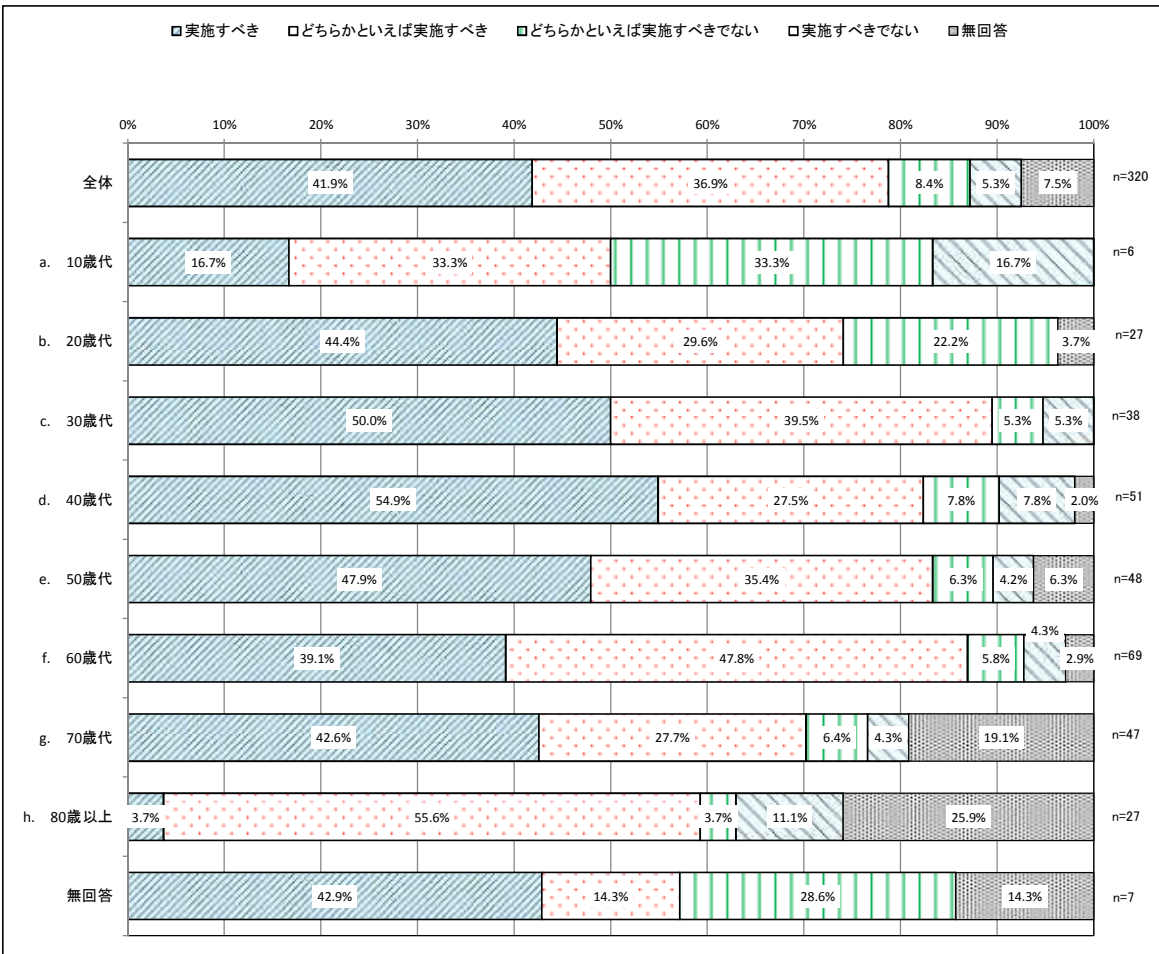 実施すべき どちらかといえば実施すべき どちらかといえば実施すべきでない 実施すべきでない 無回答
0% 10% 20% 30% 40% 50% 60% 70% 80% 90% 100%
全体 41.9% 36.9% 8.4% 5.3% 7.5% n=320
a. 10歳代 16.7% 33.3% 33.3% 16.7% n=6
b. 20歳代 44.4% 29.6% 22.2% 3.7% n=27
c. 30歳代 50.0% 39.5% 5.3% 5.3% n=38
d. 40歳代 54.9% 27.5% 7.8% 7.8% 2.0% n=51
e. 50歳代 47.9% 35.4% 6.3% 4.2% 6.3% n=48
f. 60歳代 39.1% 47.8% 5.8% 4.3% 2.9% n=69
g. 70歳代 42.6% 27.7% 6.4% 4.3% 19.1% n=47
h. 80歳以上 3.7% 55.6% 3.7% 11.1% 25.9% n=27
無回答 42.9% 14.3% 28.6% 14.3% n=7